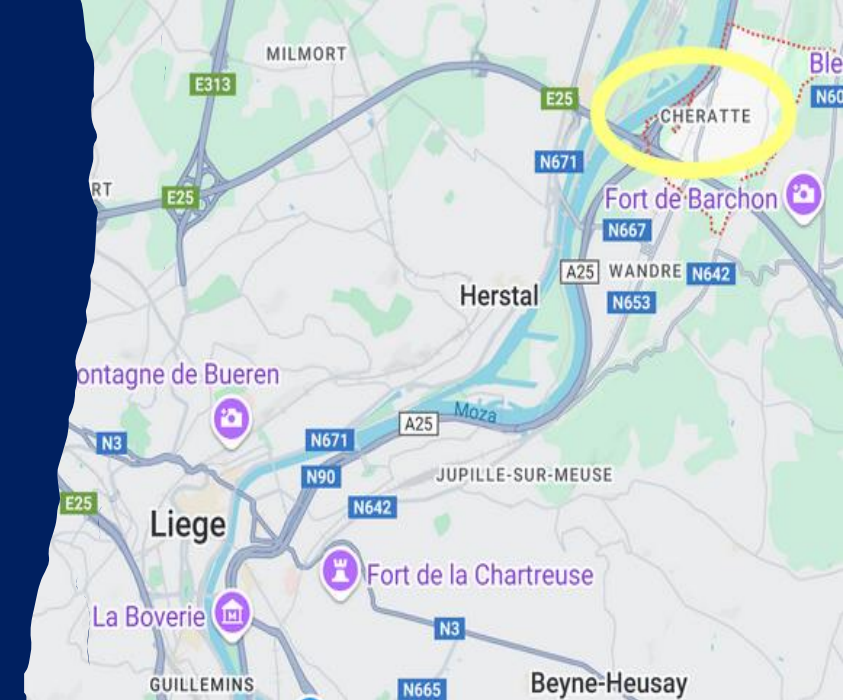 MILMORT
Ble
E313
N60
E25
CHERATTE
N671
RT
E25
Fort de Barchon
N667
A25
WANDRE
N642
Herstal
N653
ontagne de Bueren
Moza
A25
N3
N671
N90
JUPILLE-SUR-MEUSE
E25
N642
Liege
Fort de la Chartreuse
La Boverie
N3
GUILLEMINS
N665
Beyne-Heusay